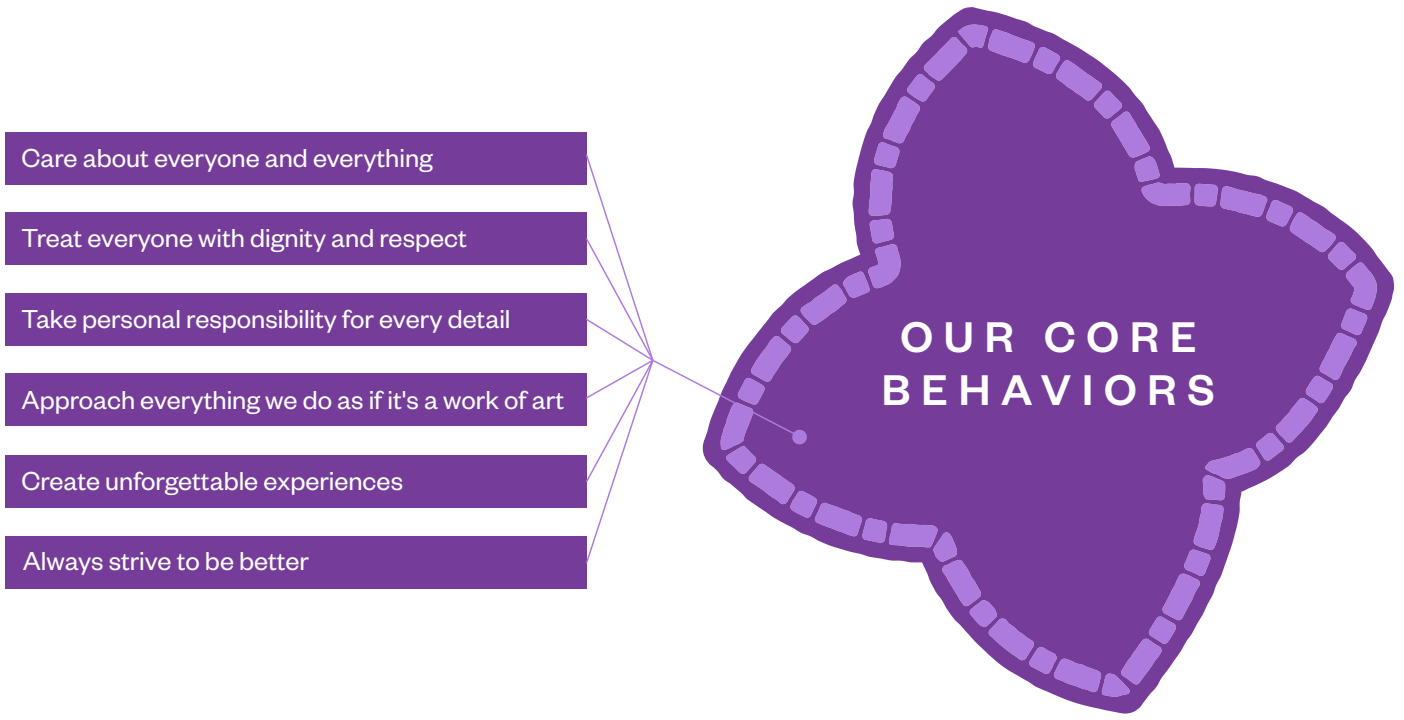 Care about everyone and everything
Treat everyone with dignity and respect
Take personal responsibility for every detail
Approach everything we do as if it's a work of art
Create unforgettable experiences
Always strive to be better
OUR CORE
BEHAVIORS